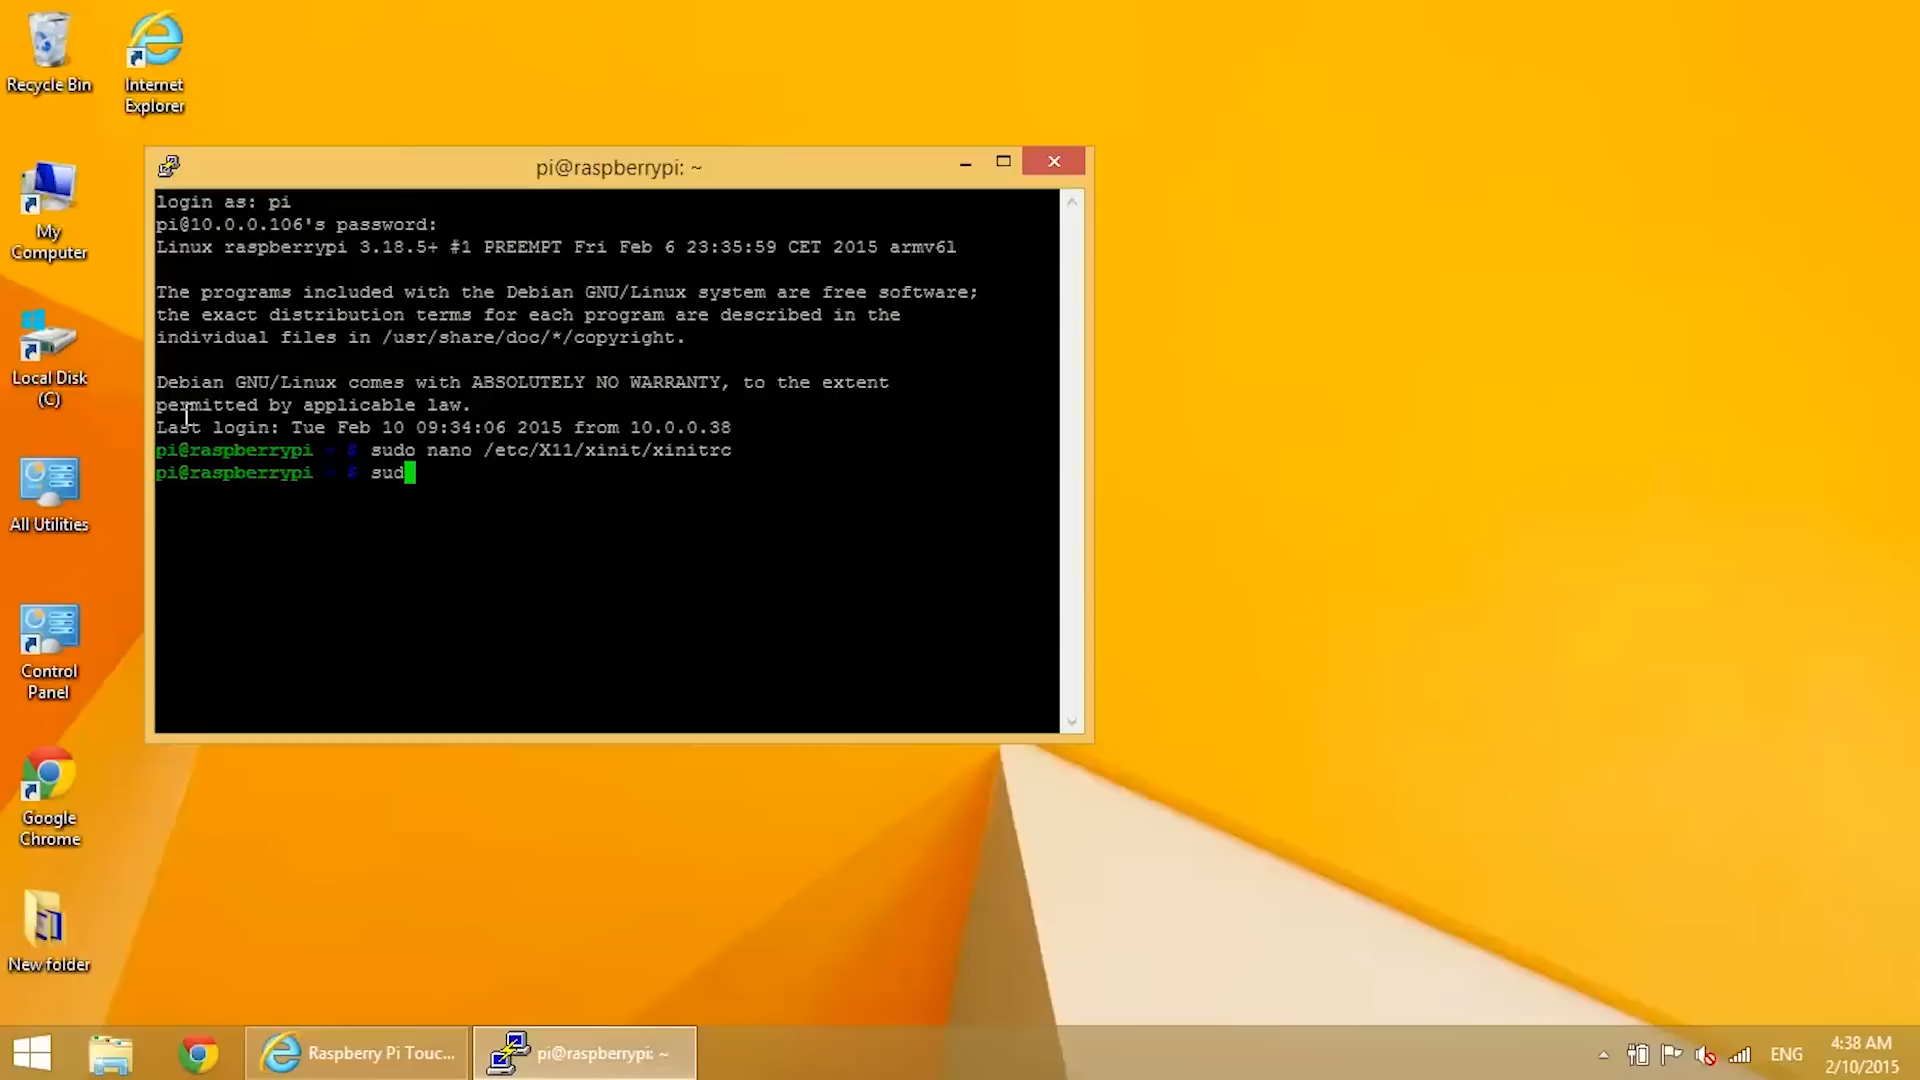 Recycle Bin
Internet
Explorer
My
Computer
Local Disk
(C)
All Utilities
Control
Panel
Google
Chrome
New folder
pi@raspberrypi: ~
login as: pi
pi@10.0.0.106's password:
Linux raspberrypi 3.18.5+ #1 PREEMPT Fri Feb 6 23:35:59 CET 2015 armv6l
The programs included with the Debian GNU/Linux system are free software;
the exact distribution terms for each program are described in the
individual files in /usr/share/doc/*/copyright.
Debian GNU/Linux comes with ABSOLUTELY NO WARRANTY, to the extent
permitted by applicable law.
Last login: Tue Feb 10 09:34:06 2015 from 10.0.0.38
pi@raspberrypi ~ $ sudo nano /etc/X11/xinit/xinitrc
pi@raspberrypi ~ $ sud
Raspberry Pi Touc...
pi@raspberrypi: ~
ENG
4:38 AM
2/10/2015